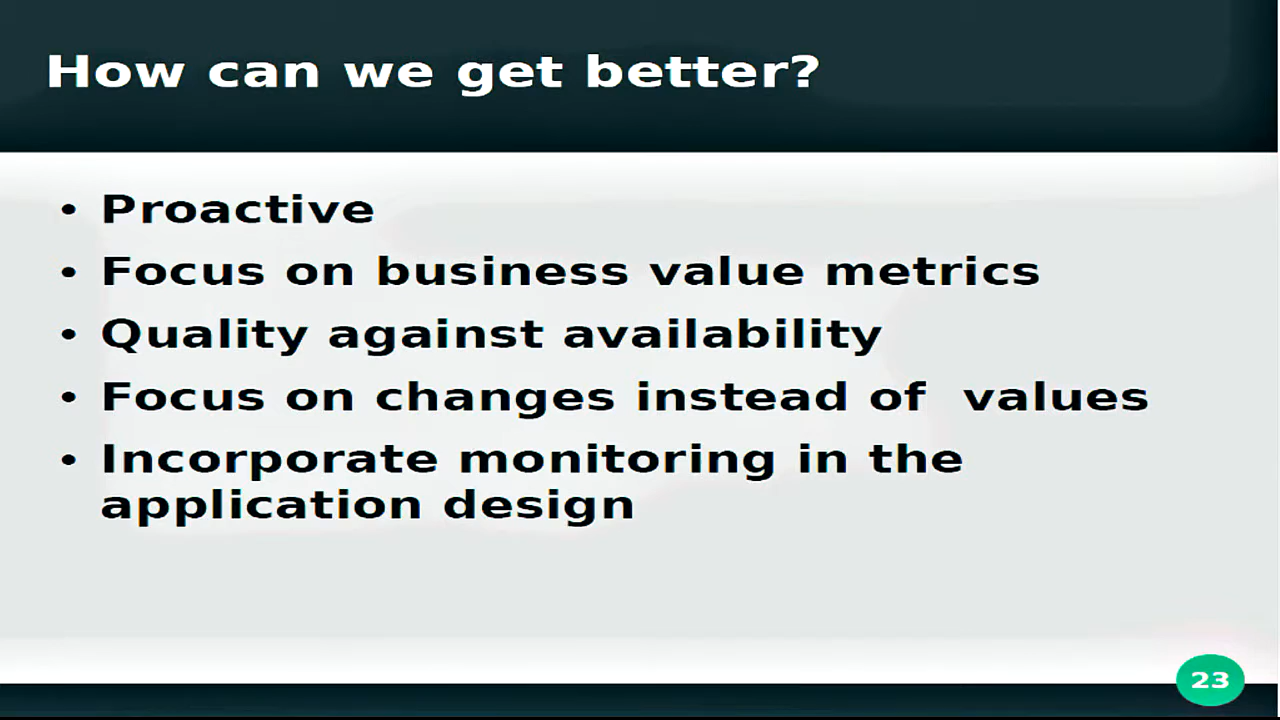 How can we get better?
• Proactive
• Focus on business value metrics
• Quality against availability
• Focus on changes instead of  values
• Incorporate monitoring in the
application design
23